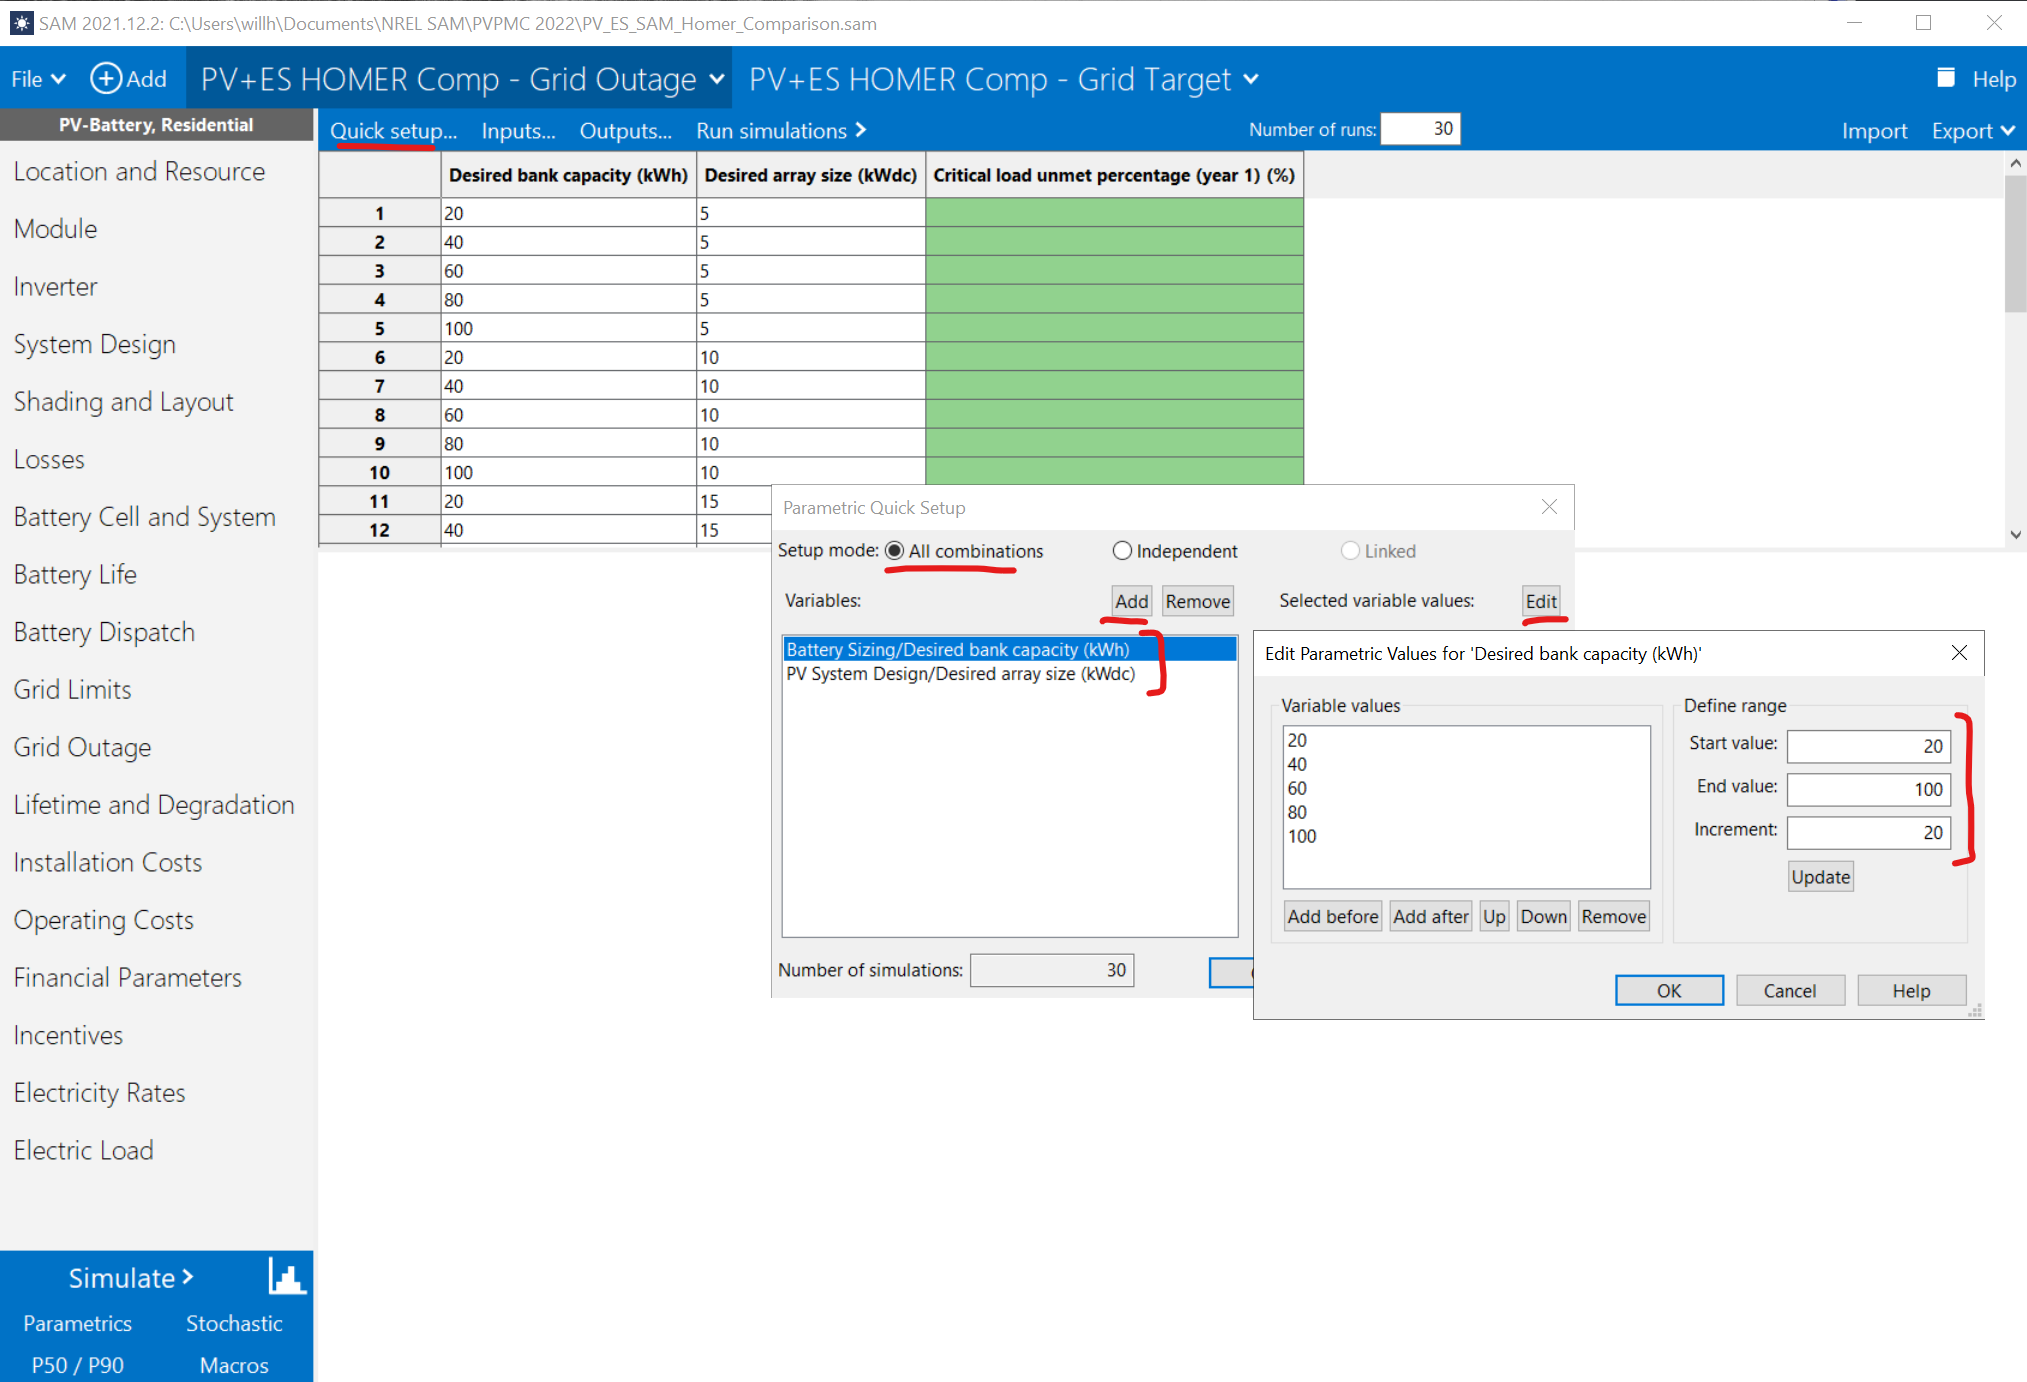 SAM 2021.12.2: C:\Users\willh\Documents\NREL SAM\PVPMC 2022\PV_ES_SAM_Homer_Comparison.sam
File Add PV+ES HOMER Comp - Grid Outage PV+ES HOMER Comp - Grid Target Help
PV-Battery, Residential
Quick setup... Inputs... Outputs... Run simulations Number of runs: 30 Import Export
Location and Resource
Module
Inverter
System Design
Shading and Layout
Losses
Battery Cell and System
Battery Life
Battery Dispatch
Grid Limits
Grid Outage
Lifetime and Degradation
Installation Costs
Operating Costs
Financial Parameters
Incentives
Electricity Rates
Electric Load
Simulate
Parametrics Stochastic
P50 / P90 Macros
Desired bank capacity (kWh) Desired array size (kWdc) Critical load unmet percentage (year 1) (%)
1 20 5
2 40 5
3 60 5
4 80 5
5 100 5
6 20 10
7 40 10
8 60 10
9 80 10
10 100 10
11 20 15
12 40 15
Parametric Quick Setup
Setup mode: All combinations Independent Linked
Variables: Add Remove Selected variable values: Edit
Battery Sizing/Desired bank capacity (kWh)
PV System Design/Desired array size (kWdc)
Number of simulations: 30
Edit Parametric Values for 'Desired bank capacity (kWh)'
Variable values
20
40
60
80
100
Add before Add after Up Down Remove
Define range
Start value: 20
End value: 100
Increment: 20
Update
OK Cancel Help